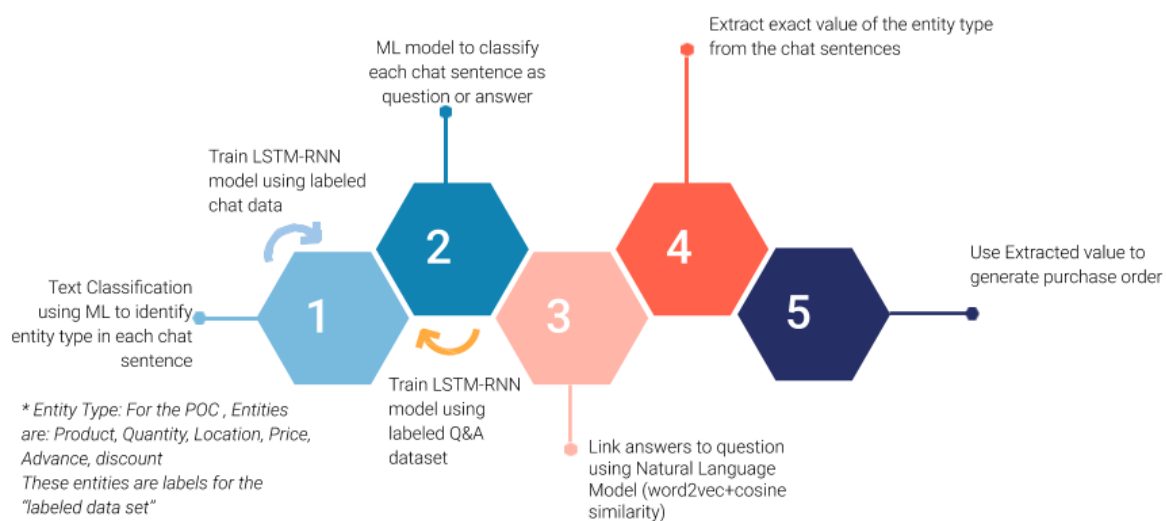 Text Classification
using ML to identify
entity type in each chat
sentence
Train LSTM-RNN
model using labeled
chat data
1
* Entity Type: For the POC , Entities
are: Product, Quantity, Location, Price,
Advance, discount
These entities are labels for the
“labeled data set”
ML model to classify
each chat sentence as
question or answer
2
Train LSTM-RNN
model using
labeled Q&A
dataset
3
Link answers to question
using Natural Language
Model (word2vec+cosine
similarity)
Extract exact value of the entity type
from the chat sentences
4
5
Use Extracted value to
generate purchase order